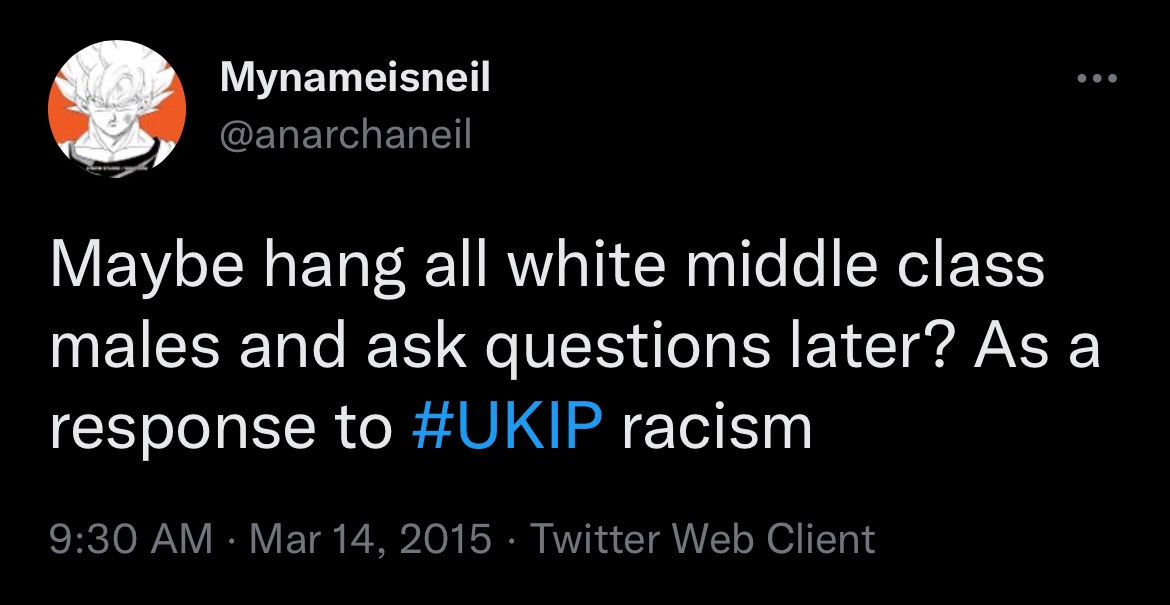 Mynameisneil
@anarchaneil
Maybe hang all white middle class
males and ask questions later? As a
response to #UKIP racism
9:30 AM · Mar 14, 2015 · Twitter Web Client